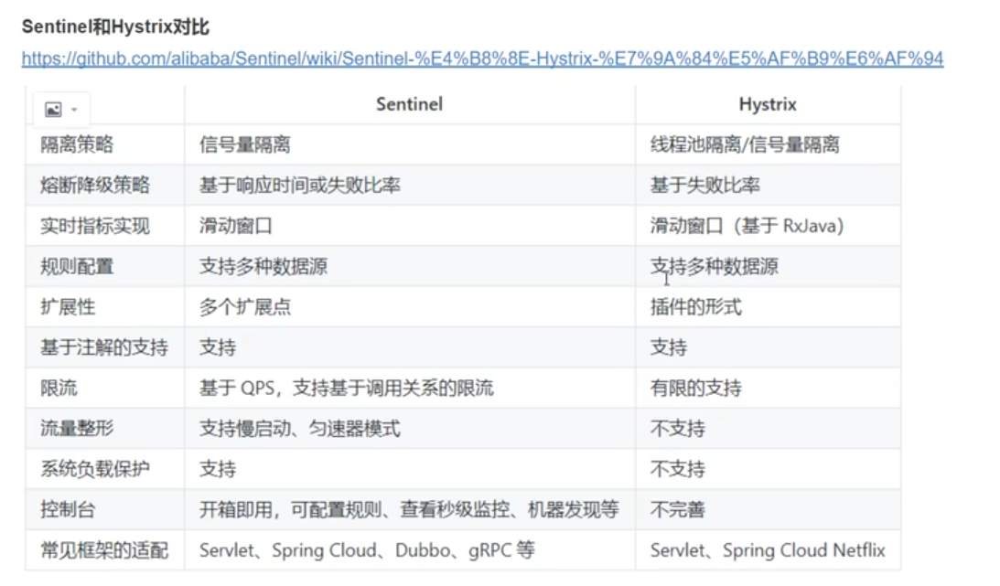 Sentinel和Hystrix对比
https://github.com/alibaba/Sentinel/wiki/Sentinel-%E4%B8%8E-Hystrix-%E7%9A%84%E5%AF%B9%E6%AF%94
Sentinel Hystrix
隔离策略 信号量隔离 线程池隔离/信号量隔离
熔断降级策略 基于响应时间或失败比率 基于失败比率
实时指标实现 滑动窗口 滑动窗口（基于 RxJava）
规则配置 支持多种数据源 支持多种数据源
扩展性 多个扩展点 插件的形式
基于注解的支持 支持 支持
限流 基于 QPS，支持基于调用关系的限流 有限的支持
流量整形 支持慢启动、匀速器模式 不支持
系统负载保护 支持 不支持
控制台 开箱即用，可配置规则、查看秒级监控、机器发现等 不完善
常见框架的适配 Servlet、Spring Cloud、Dubbo、gRPC 等 Servlet、Spring Cloud Netflix